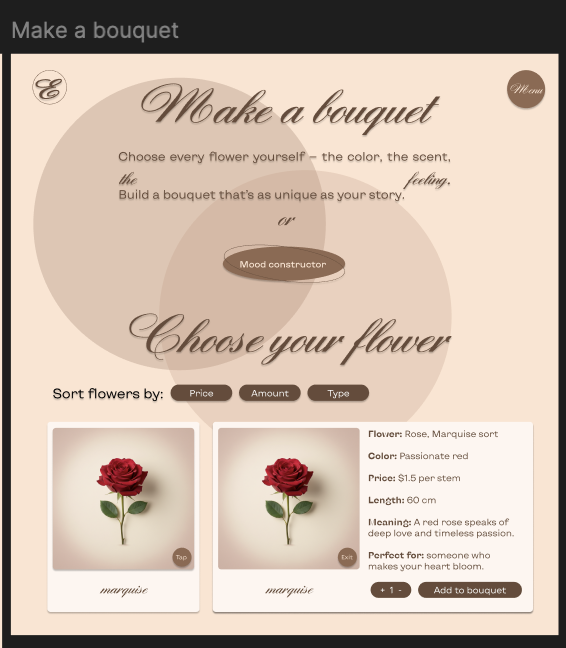 Make a bouquet
E
Menu
Make a bouquet
Choose every flower yourself – the color, the scent,
the feeling.
Build a bouquet that's as unique as your story.
or
Mood constructor
Choose your flower
Sort flowers by: Price Amount Type
Tap
marquise
Exit
marquise
Flower: Rose, Marquise sort
Color: Passionate red
Price: $1.5 per stem
Length: 60 cm
Meaning: A red rose speaks of
deep love and timeless passion.
Perfect for: someone who
makes your heart bloom.
+ 1 -
Add to bouquet